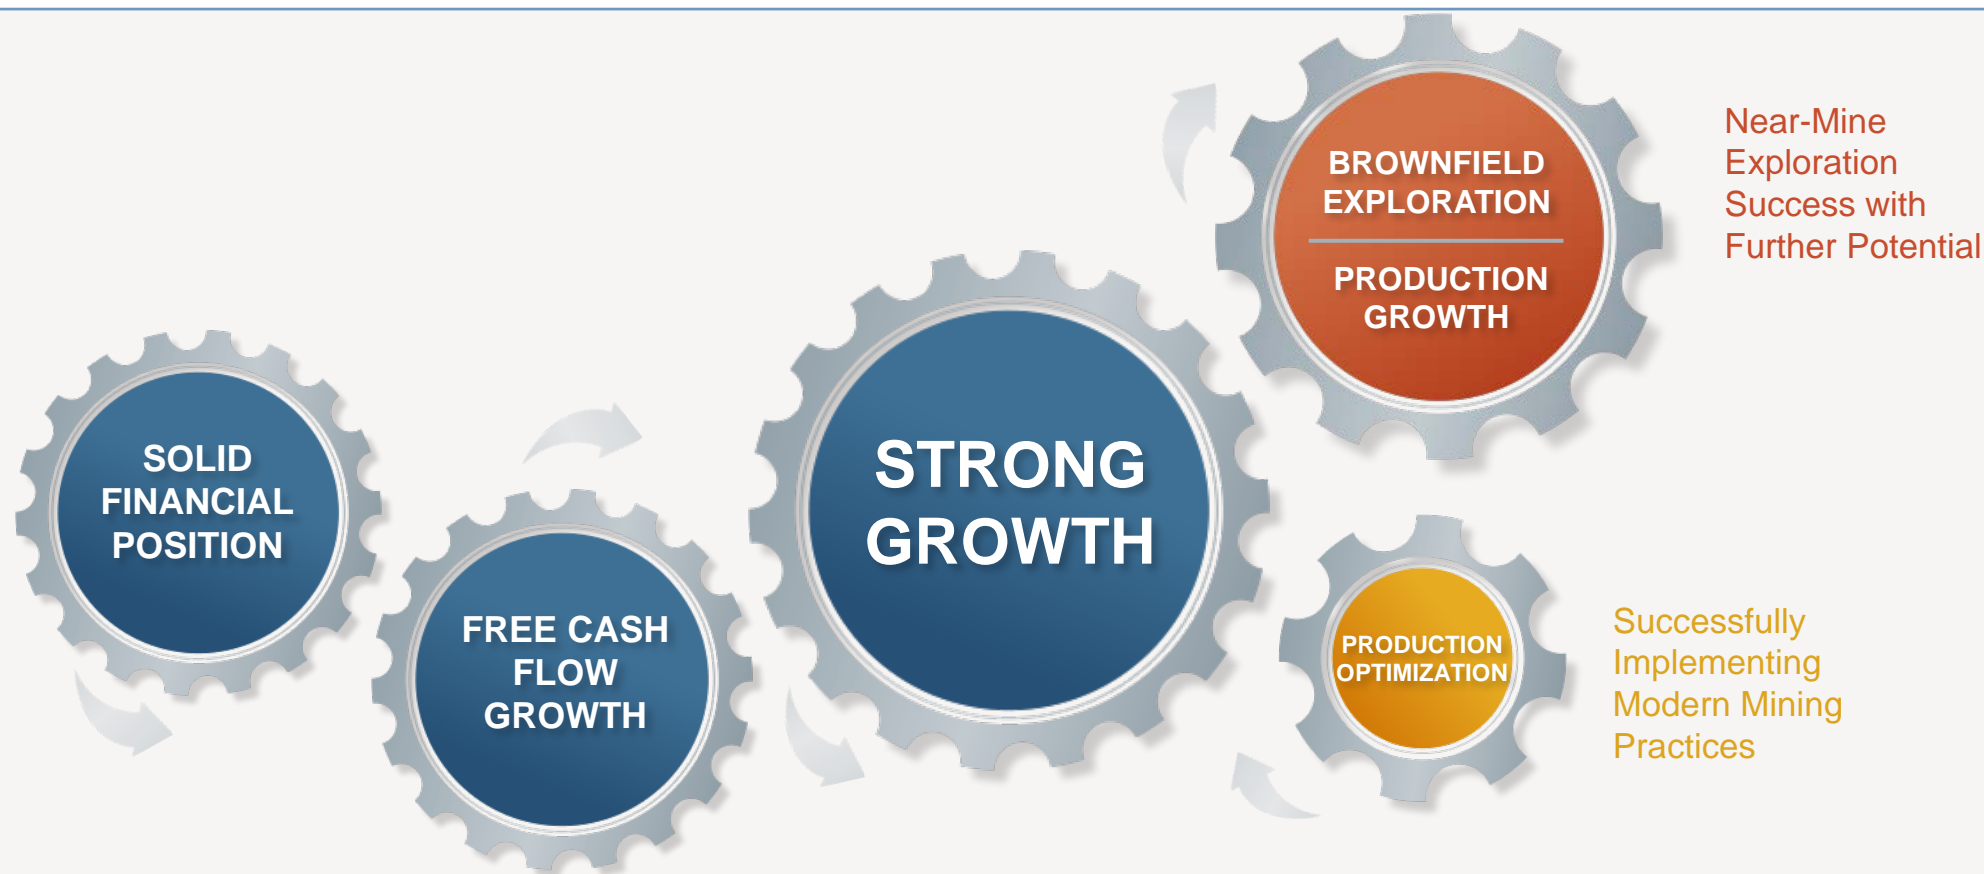 SOLID
FINANCIAL
POSITION
FREE CASH
FLOW
GROWTH
STRONG
GROWTH
BROWNFIELD
EXPLORATION
PRODUCTION
GROWTH
Near-Mine
Exploration
Success with
Further Potential
PRODUCTION
OPTIMIZATION
Successfully
Implementing
Modern Mining
Practices